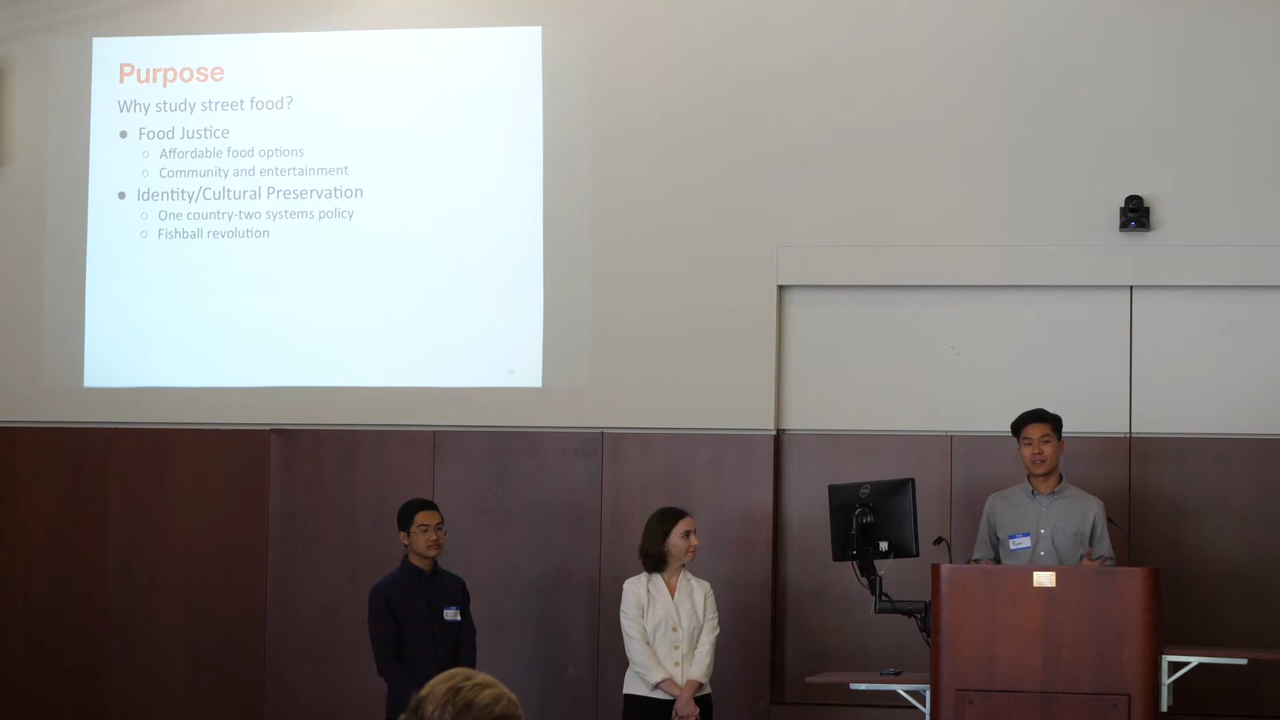 Purpose
Why study street food?
● Food Justice
○ Affordable food options
○ Community and entertainment
● Identity/Cultural Preservation
○ One country-two systems policy
○ Fishball revolution